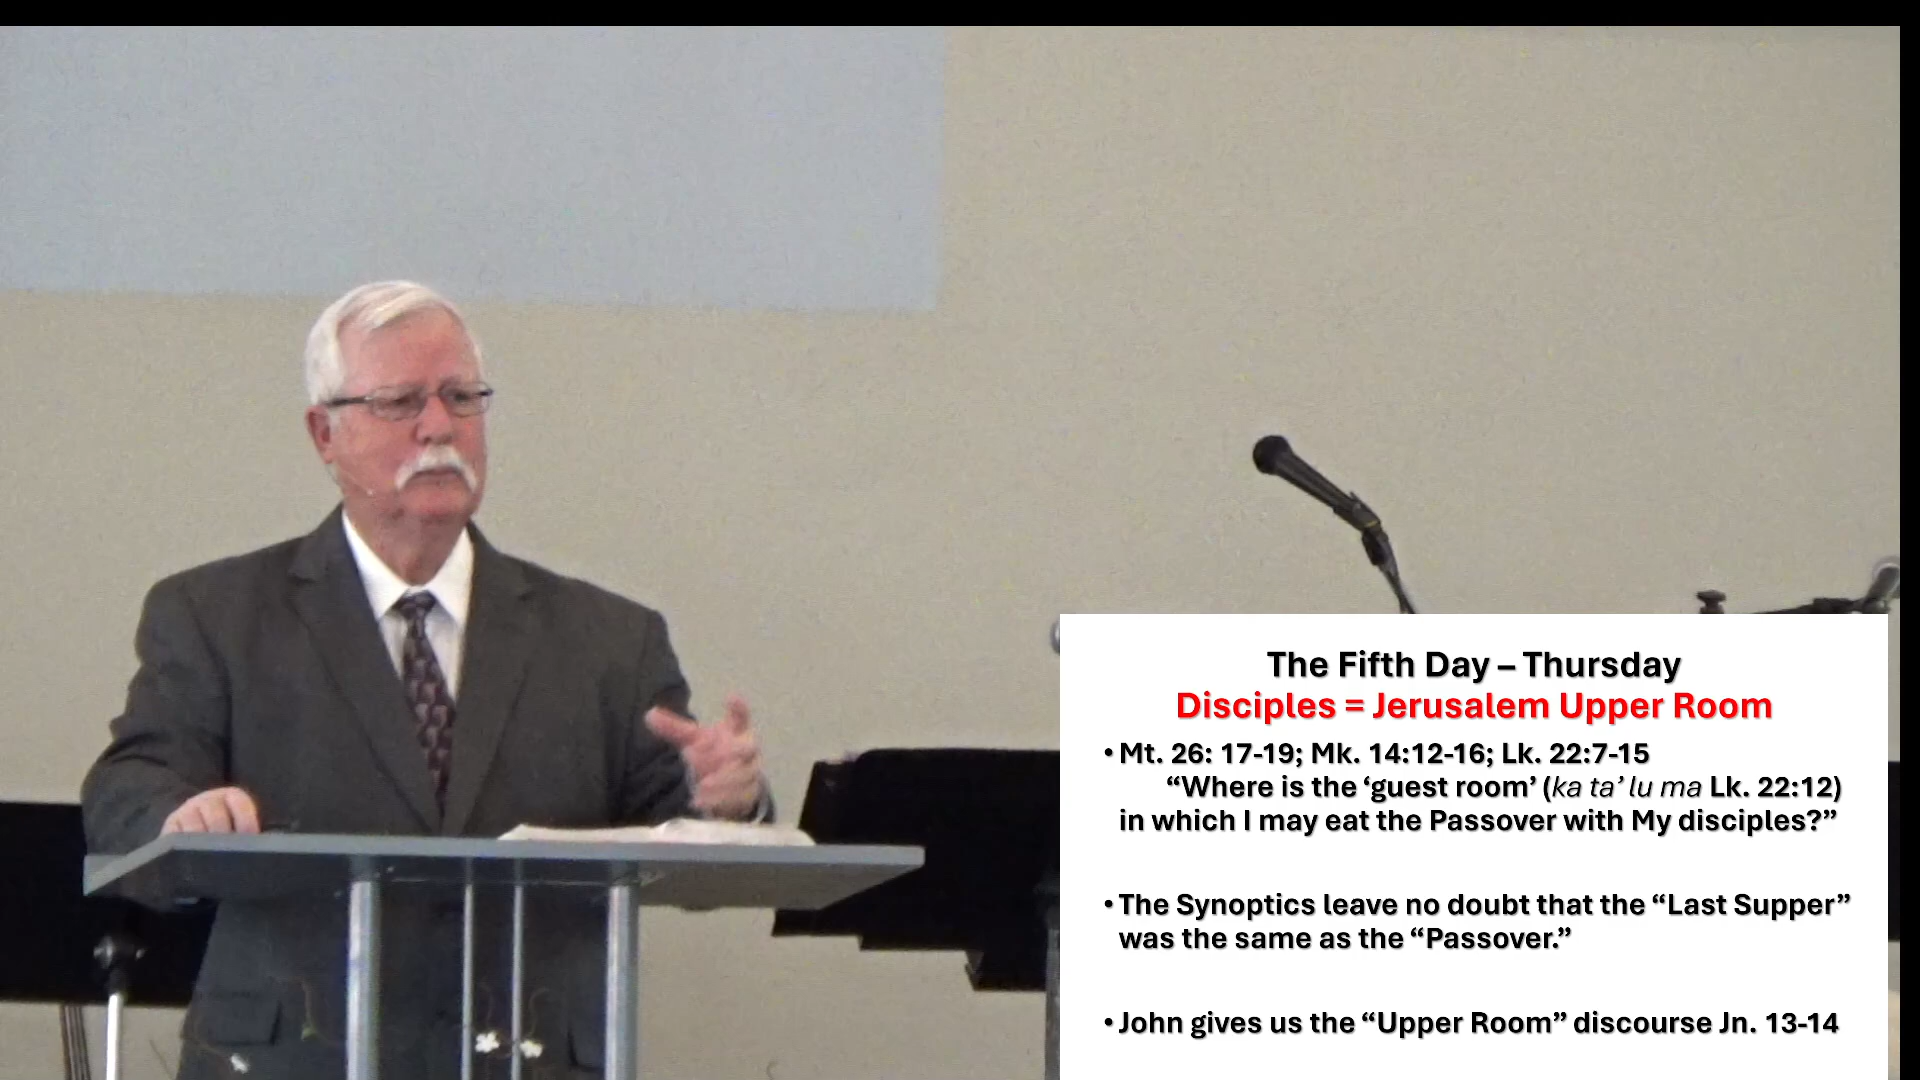 The Fifth Day – Thursday
Disciples = Jerusalem Upper Room
• Mt. 26: 17-19; Mk. 14:12-16; Lk. 22:7-15
“Where is the ‘guest room’ (ka ta’ lu ma Lk. 22:12)
in which I may eat the Passover with My disciples?”
• The Synoptics leave no doubt that the “Last Supper”
was the same as the “Passover.”
• John gives us the “Upper Room” discourse Jn. 13-14